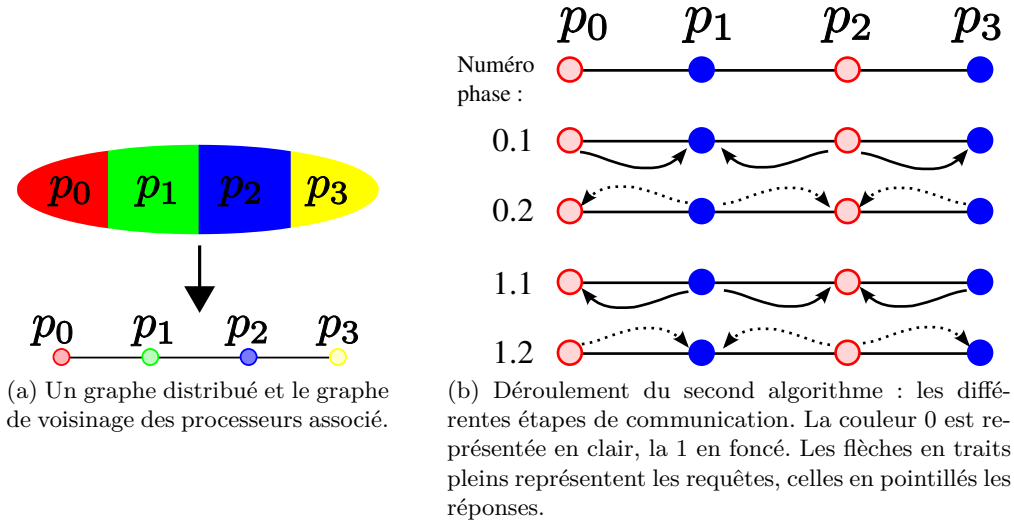 p0 p1 p2 p3
p0 p1 p2 p3
(a) Un graphe distribué et le graphe
de voisinage des processeurs associé.
p0 p1 p2 p3
Numéro
phase :
0.1
0.2
1.1
1.2
(b) Déroulement du second algorithme : les diffé-
rentes étapes de communication. La couleur 0 est re-
présentée en clair, la 1 en foncé. Les flèches en traits
pleins représentent les requêtes, celles en pointillés les
réponses.